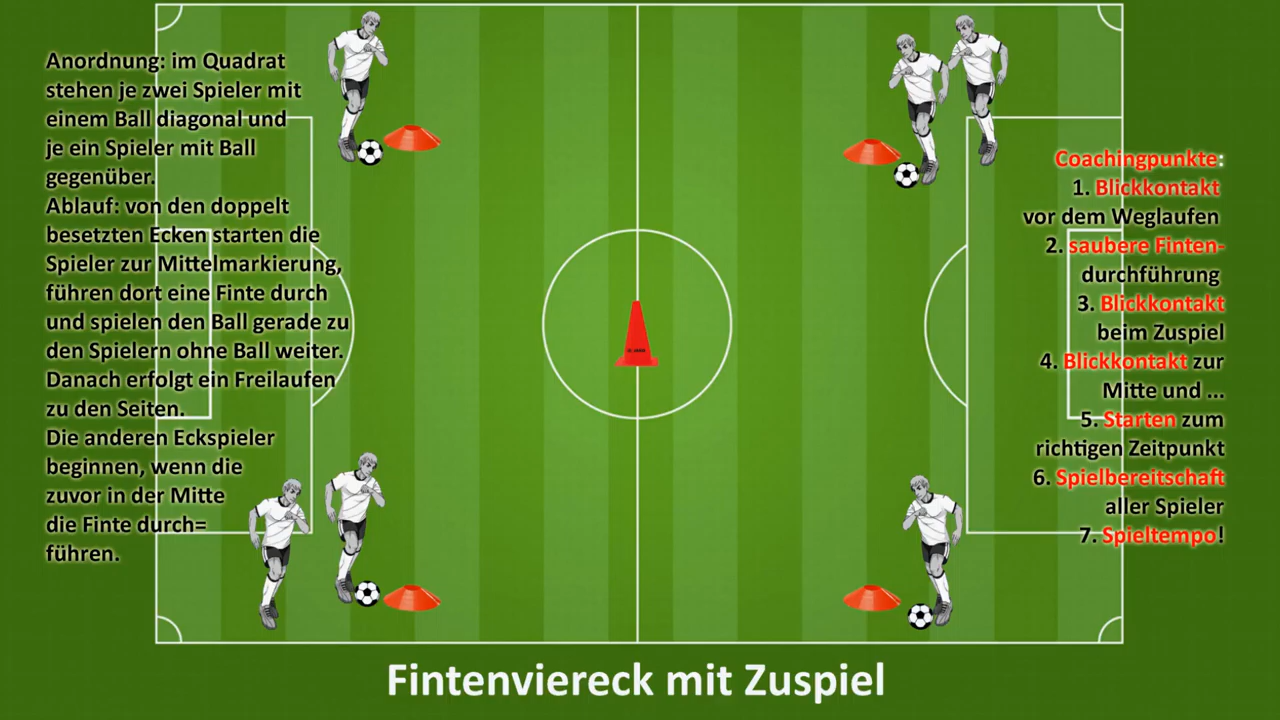 Anordnung: im Quadrat
stehen je zwei Spieler mit
einem Ball diagonal und
je ein Spieler mit Ball
gegenüber.
Ablauf: von den doppelt
besetzten Ecken starten die
Spieler zur Mittelmarkierung,
führen dort eine Finte durch
und spielen den Ball gerade zu
den Spielern ohne Ball weiter.
Danach erfolgt ein Freilaufen
zu den Seiten.
Die anderen Eckspieler
beginnen, wenn die
zuvor in der Mitte
die Finte durch=
führen.
Coachingpunkte:
1. Blickkontakt
vor dem Weglaufen
2. saubere Finten-
durchführung
3. Blickkontakt
beim Zuspiel
4. Blickkontakt zur
Mitte und ...
5. Starten zum
richtigen Zeitpunkt
6. Spielbereitschaft
aller Spieler
7. Spieltempo!
Fintenviereck mit Zuspiel